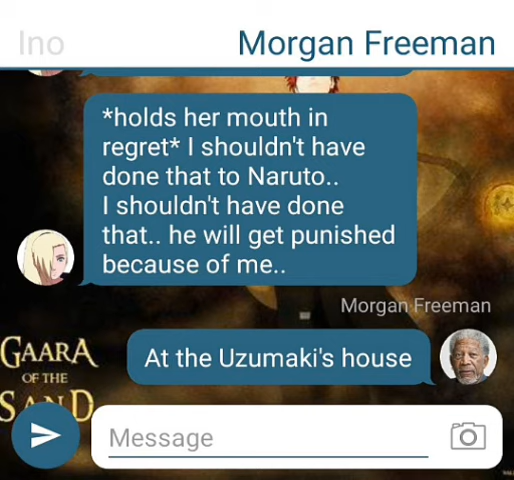 Ino
Morgan Freeman
*holds her mouth in
regret* I shouldn't have
done that to Naruto..
I shouldn't have done
that.. he will get punished
because of me..
Morgan Freeman
At the Uzumaki's house
GAARA
OF THE
SAND
Message